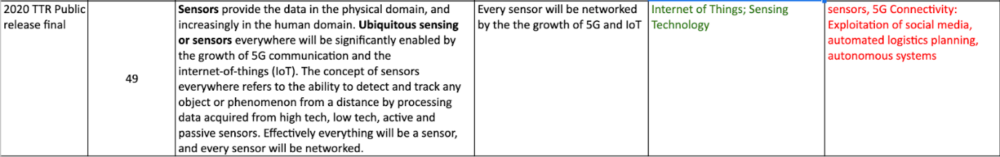 2020 TTR Public
release final
49
Sensors provide the data in the physical domain, and
increasingly in the human domain. Ubiquitous sensing
or sensors everywhere will be significantly enabled by
the growth of 5G communication and the
internet-of-things (IoT). The concept of sensors
everywhere refers to the ability to detect and track any
object or phenomenon from a distance by processing
data acquired from high tech, low tech, active and
passive sensors. Effectively everything will be a sensor,
and every sensor will be networked.
Every sensor will be networked
by the the growth of 5G and IoT
Internet of Things; Sensing
Technology
sensors, 5G Connectivity:
Exploitation of social media,
automated logistics planning,
autonomous systems